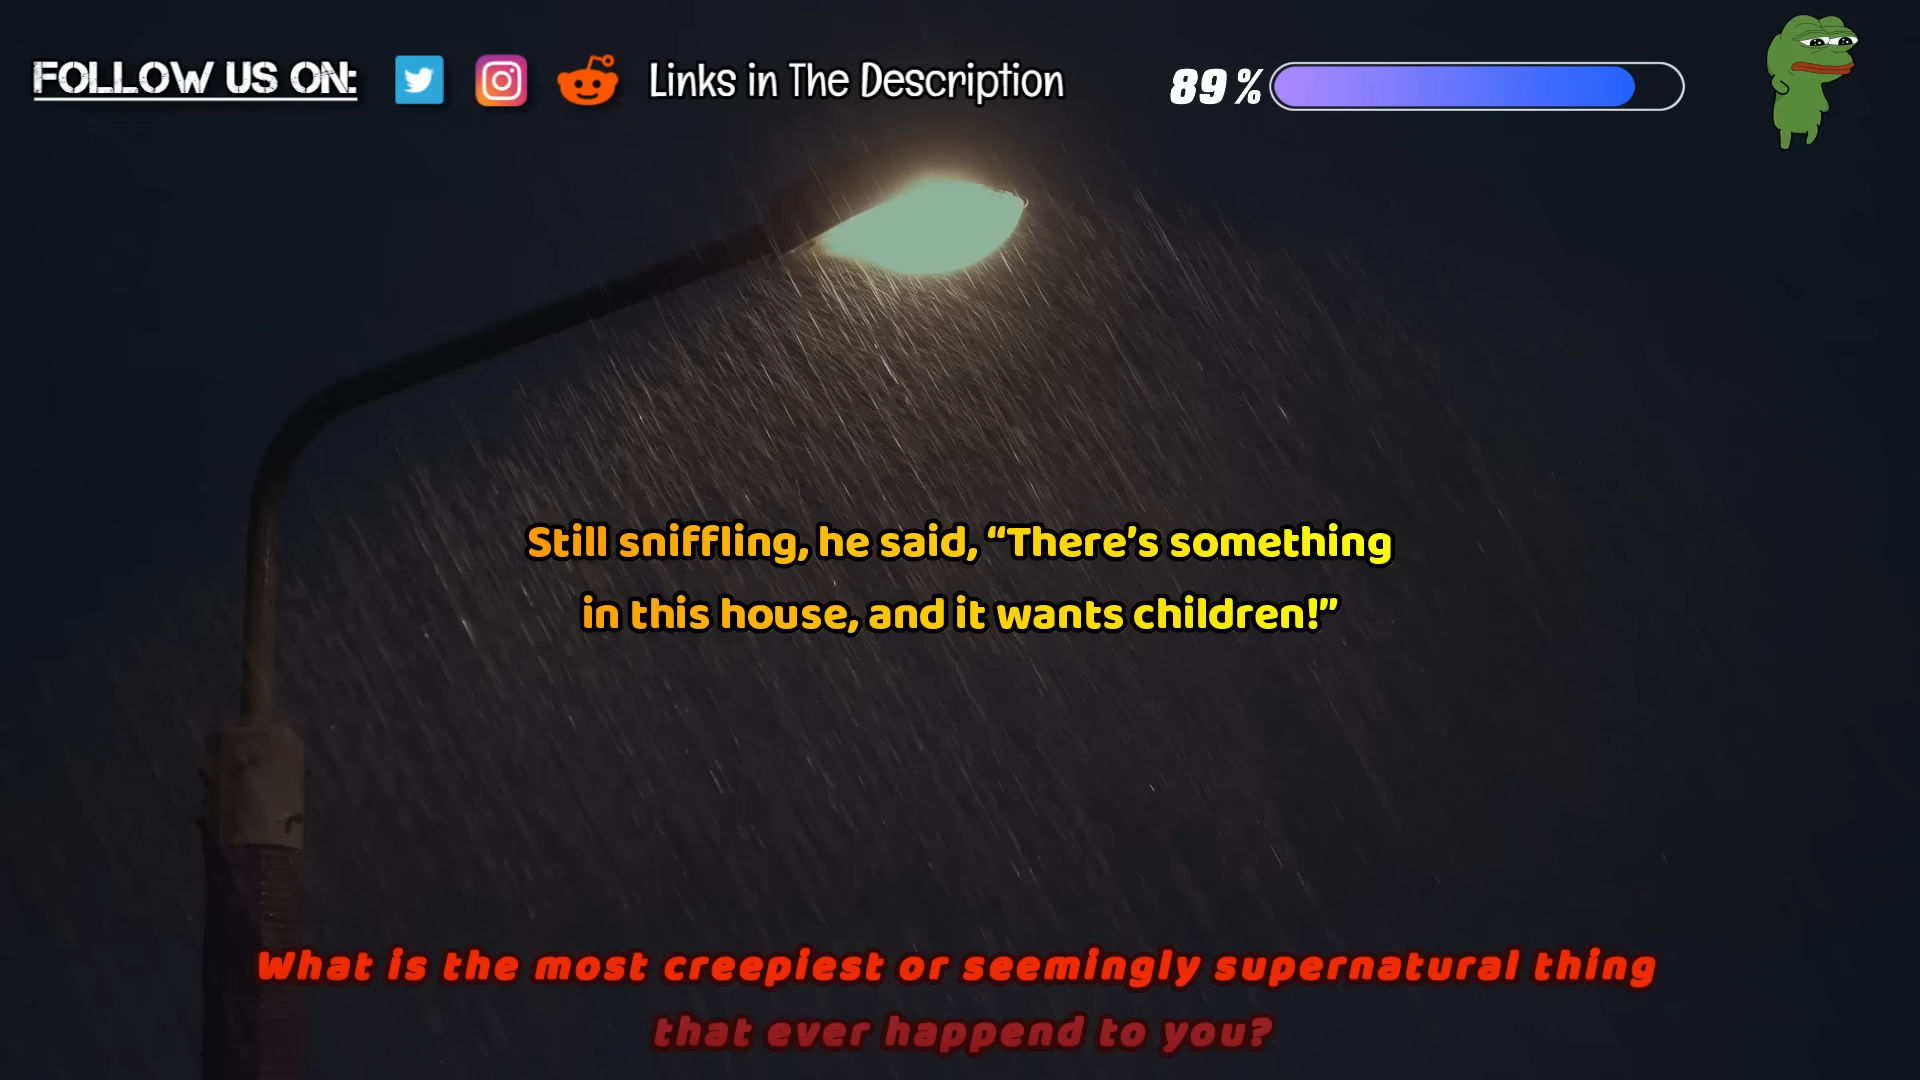 FOLLOW US ON:
Links in The Description
89%
Still sniffling, he said, “There’s something
in this house, and it wants children!”
What is the most creepiest or seemingly supernatural thing
that ever happend to you?